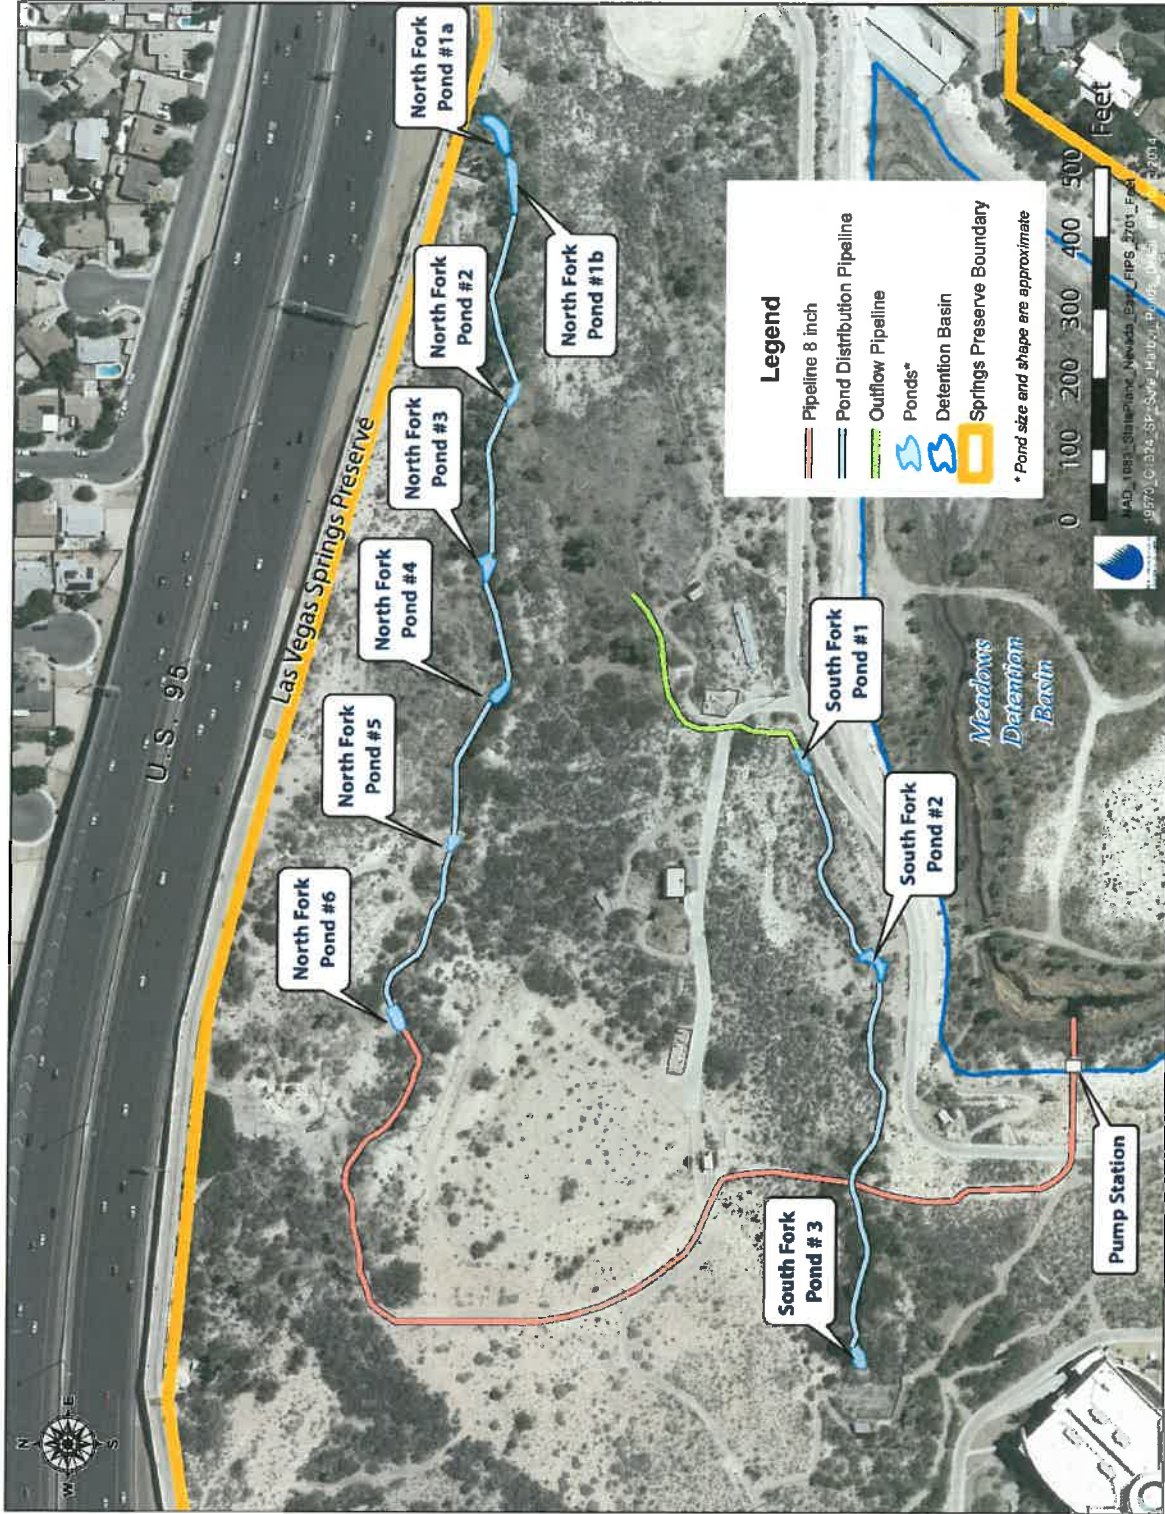 N
W
E
S
U.S. 95
Las Vegas Springs Preserve
North Fork
Pond #6
North Fork
Pond #5
North Fork
Pond #4
North Fork
Pond #3
North Fork
Pond #2
North Fork
Pond #1a
North Fork
Pond #1b
South Fork
Pond # 3
South Fork
Pond #2
South Fork
Pond #1
Pump Station
Meadows
Detention
Basin
Legend
Pipeline 8 inch
Pond Distribution Pipeline
Outflow Pipeline
Ponds*
Detention Basin
Springs Preserve Boundary
* Pond size and shape are approximate
0 100 200 300 400 500
Feet
NAD_1983_StatePlane_Nevada_East_FIPS_2701_Feet